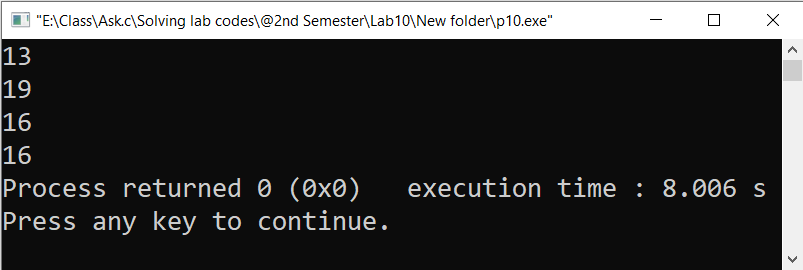 "E:\Class\Ask.c\Solving lab codes\@2nd Semester\Lab10\New folder\p10.exe"
13
19
16
16
Process returned 0 (0x0)   execution time : 8.006 s
Press any key to continue.